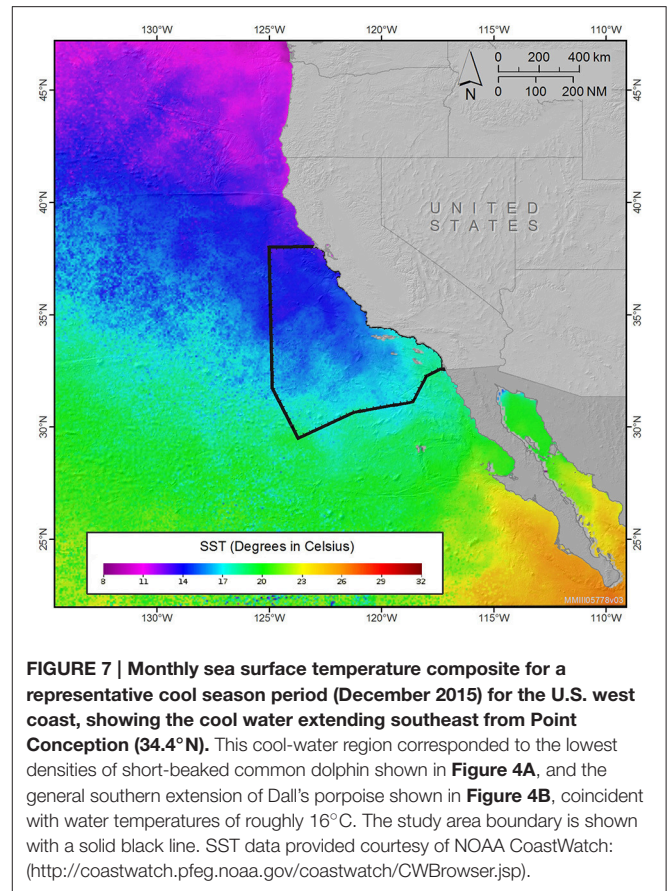 130°W 125°W 120°W 115°W 110°W
0 200 400 km
0 100 200 NM
N
45°N 45°N
40°N 40°N
UNITED
STATES
35°N 35°N
30°N 30°N
25°N 25°N
SST (Degrees in Celsius)
8 11 14 17 20 23 26 29 32
MMIII05778v03
130°W 125°W 120°W 115°W 110°W
FIGURE 7 | Monthly sea surface temperature composite for a
representative cool season period (December 2015) for the U.S. west
coast, showing the cool water extending southeast from Point
Conception (34.4°N). This cool-water region corresponded to the lowest
densities of short-beaked common dolphin shown in Figure 4A, and the
general southern extension of Dall's porpoise shown in Figure 4B, coincident
with water temperatures of roughly 16°C. The study area boundary is shown
with a solid black line. SST data provided courtesy of NOAA CoastWatch:
(http://coastwatch.pfeg.noaa.gov/coastwatch/CWBrowser.jsp).